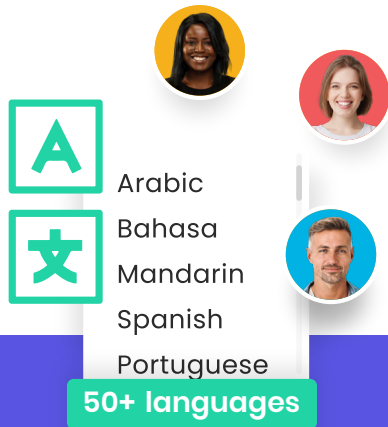 A
文
Arabic
Bahasa
Mandarin
Spanish
Portuguese
50+ languages